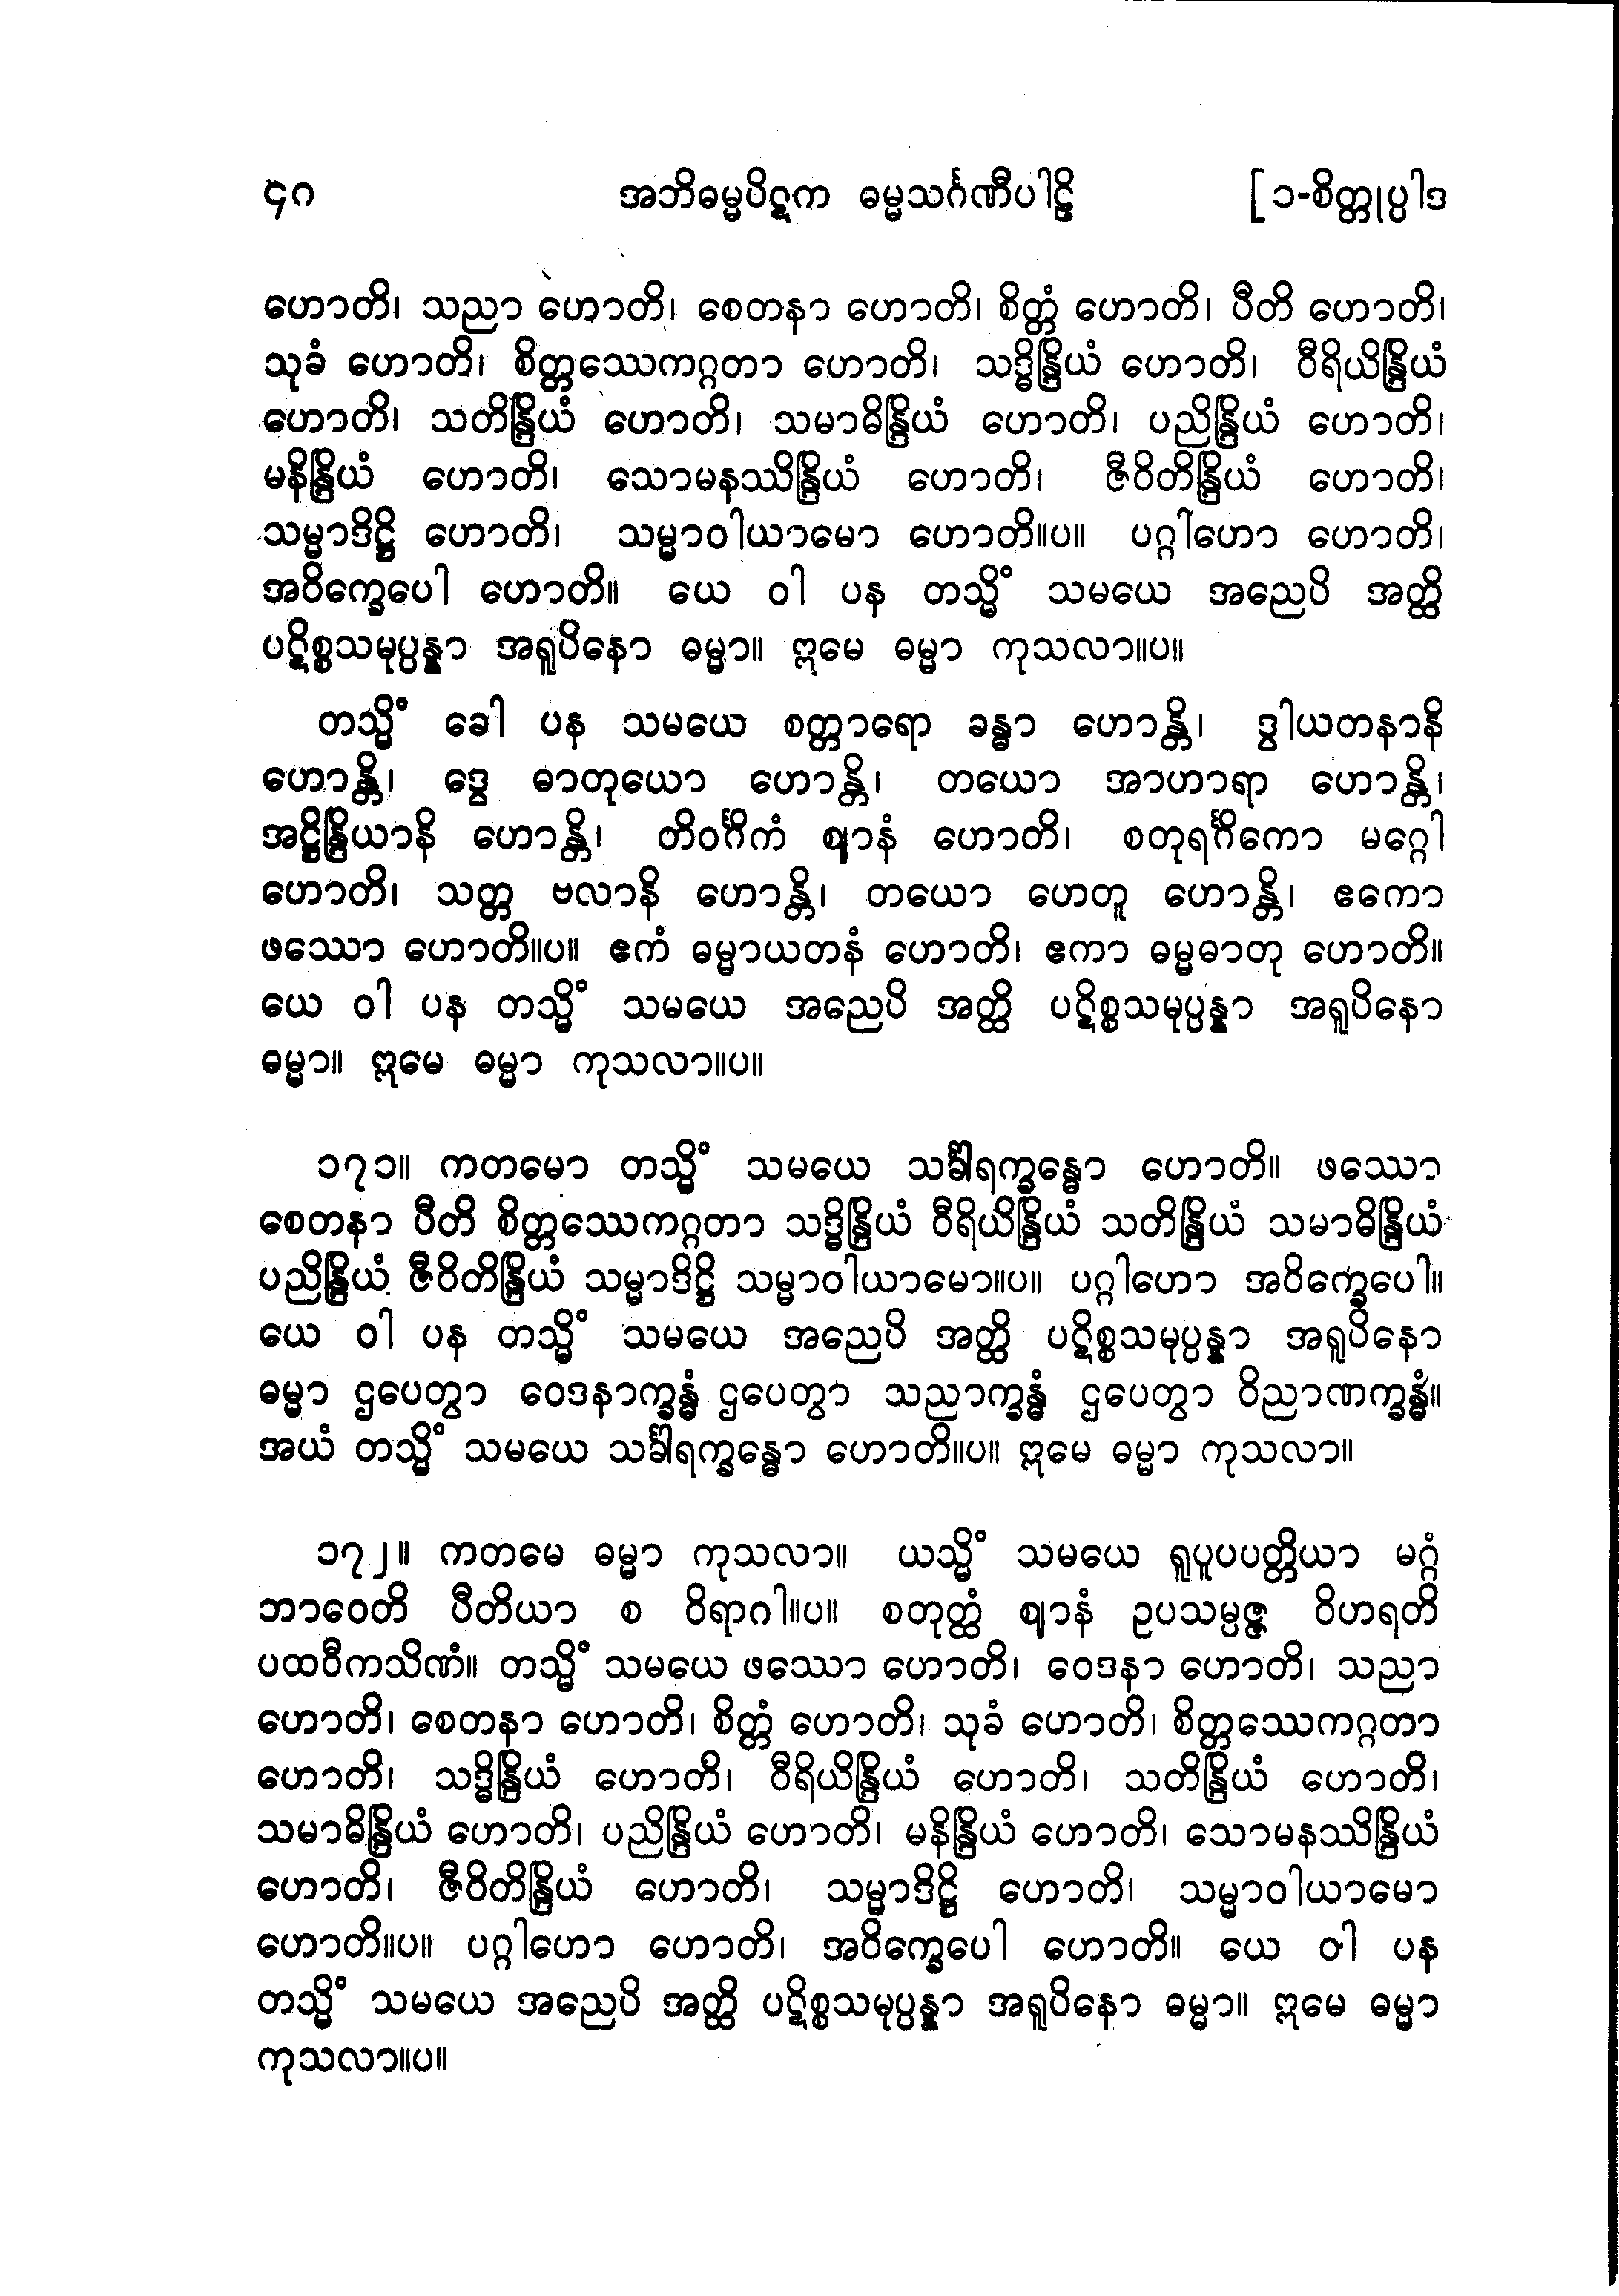 ၄၈ အဘိဓမ္မပိဋက ဓမ္မသင်္ဂဏီပါဠိ [ ၁-စိတ္တုပ္ပါဒ
ဟောတိ၊ သညာ ဟောတိ၊ စေတနာ ဟောတိ၊ စိတ္တံ ဟောတိ၊ ပီတိ ဟောတိ၊
သုခံ ဟောတိ၊ စိတ္တဿေကဂ္ဂတာ ဟောတိ၊ သဒ္ဓိန္ဒြိယံ ဟောတိ၊ ဝီရိယိန္ဒြိယံ
ဟောတိ၊ သတိန္ဒြိယံ ဟောတိ၊ သမာဓိန္ဒြိယံ ဟောတိ၊ ပညိန္ဒြိယံ ဟောတိ၊
မနိန္ဒြိယံ ဟောတိ၊ သောမနဿိန္ဒြိယံ ဟောတိ၊ ဇီဝိတိန္ဒြိယံ ဟောတိ၊
သမ္မာဒိဋ္ဌိ ဟောတိ၊ သမ္မာဝါယာမော ဟောတိ။ပ။ ပဂ္ဂါဟော ဟောတိ၊
အဝိက္ခေပေါ ဟောတိ။ ယေ ဝါ ပန တသ္မိံ သမယေ အညေပိ အတ္ထိ
ပဋိစ္စသမုပ္ပန္နာ အရူပိနော ဓမ္မာ။ ဣမေ ဓမ္မာ ကုသလာ။ပ။
တသ္မိံ ခေါ ပန သမယေ စတ္တာရော ခန္ဓာ ဟောန္တိ၊ ဒွါယတနာနိ
ဟောန္တိ၊ ဒွေ ဓာတုယော ဟောန္တိ၊ တယော အာဟာရာ ဟောန္တိ၊
အဋ္ဌိန္ဒြိယာနိ ဟောန္တိ၊ တိဝင်္ဂိကံ ဈာနံ ဟောတိ၊ စတုရင်္ဂိကော မဂ္ဂေါ
ဟောတိ၊ သတ္တ ဗလာနိ ဟောန္တိ၊ တယော ဟေတူ ဟောန္တိ၊ ဧကော
ဖဿော ဟောတိ။ပ။ ဧကံ ဓမ္မာယတနံ ဟောတိ၊ ဧကာ ဓမ္မဓာတု ဟောတိ။
ယေ ဝါ ပန တသ္မိံ သမယေ အညေပိ အတ္ထိ ပဋိစ္စသမုပ္ပန္နာ အရူပိနော
ဓမ္မာ။ ဣမေ ဓမ္မာ ကုသလာ။ပ။
၁၇၁။ ကတမော တသ္မိံ သမယေ သင်္ခါရက္ခန္ဓော ဟောတိ။ ဖဿော
စေတနာ ပီတိ စိတ္တဿေကဂ္ဂတာ သဒ္ဓိန္ဒြိယံ ဝီရိယိန္ဒြိယံ သတိန္ဒြိယံ သမာဓိန္ဒြိယံ
ပညိန္ဒြိယံ ဇီဝိတိန္ဒြိယံ သမ္မာဒိဋ္ဌိ သမ္မာဝါယာမော။ပ။ ပဂ္ဂါဟော အဝိက္ခေပေါ။
ယေ ဝါ ပန တသ္မိံ သမယေ အညေပိ အတ္ထိ ပဋိစ္စသမုပ္ပန္နာ အရူပိနော
ဓမ္မာ ဌပေတွာ ဝေဒနာက္ခန္ဓံ ဌပေတွာ သညာက္ခန္ဓံ ဌပေတွာ ဝိညာဏက္ခန္ဓံ။
အယံ တသ္မိံ သမယေ သင်္ခါရက္ခန္ဓော ဟောတိ။ပ။ ဣမေ ဓမ္မာ ကုသလာ။
၁၇၂။ ကတမေ ဓမ္မာ ကုသလာ။ ယသ္မိံ သမယေ ရူပူပပတ္တိယာ မဂ္ဂံ
ဘာဝေတိ ပီတိယာ စ ဝိရာဂါ။ပ။ စတုတ္ထံ ဈာနံ ဥပသမ္ပဇ္ဇ ဝိဟရတိ
ပထဝီကသိဏံ။ တသ္မိံ သမယေ ဖဿော ဟောတိ၊ ဝေဒနာ ဟောတိ၊ သညာ
ဟောတိ၊ စေတနာ ဟောတိ၊ စိတ္တံ ဟောတိ၊ သုခံ ဟောတိ၊ စိတ္တဿေကဂ္ဂတာ
ဟောတိ၊ သဒ္ဓိန္ဒြိယံ ဟောတိ၊ ဝီရိယိန္ဒြိယံ ဟောတိ၊ သတိန္ဒြိယံ ဟောတိ၊
သမာဓိန္ဒြိယံ ဟောတိ၊ ပညိန္ဒြိယံ ဟောတိ၊ မနိန္ဒြိယံ ဟောတိ၊ သောမနဿိန္ဒြိယံ
ဟောတိ၊ ဇီဝိတိန္ဒြိယံ ဟောတိ၊ သမ္မာဒိဋ္ဌိ ဟောတိ၊ သမ္မာဝါယာမော
ဟောတိ။ပ။ ပဂ္ဂါဟော ဟောတိ၊ အဝိက္ခေပေါ ဟောတိ။ ယေ ဝါ ပန
တသ္မိံ သမယေ အညေပိ အတ္ထိ ပဋိစ္စသမုပ္ပန္နာ အရူပိနော ဓမ္မာ။ ဣမေ ဓမ္မာ
ကုသလာ။ပ။